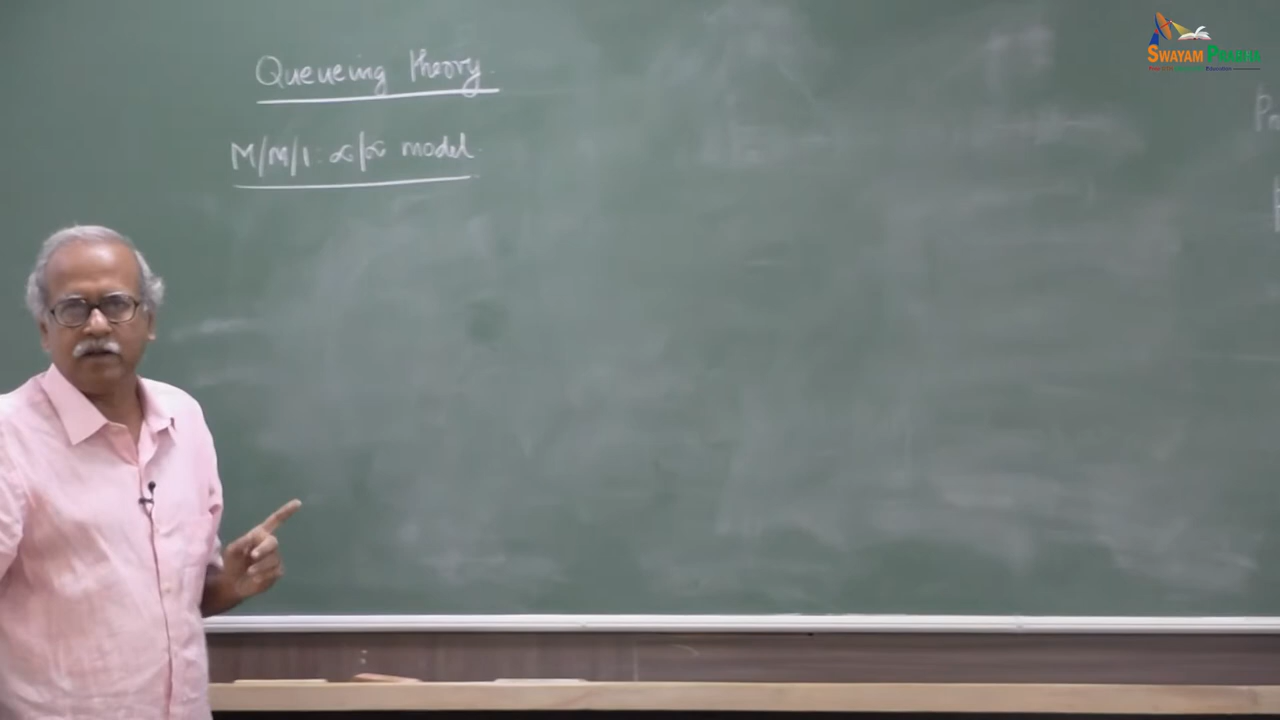 Queueing theory.
M/M/1 : ∞/∞ model.
SWAYAM PRABHA